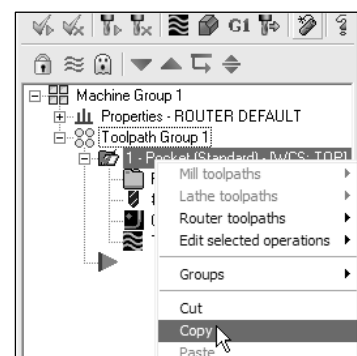 G1
Machine Group 1
Properties - ROUTER DEFAULT
Toolpath Group 1
1 - Pocket (Standard) - [WCS: TOP]
Mill toolpaths
Lathe toolpaths
Router toolpaths
Edit selected operations
Groups
Cut
Copy
Paste